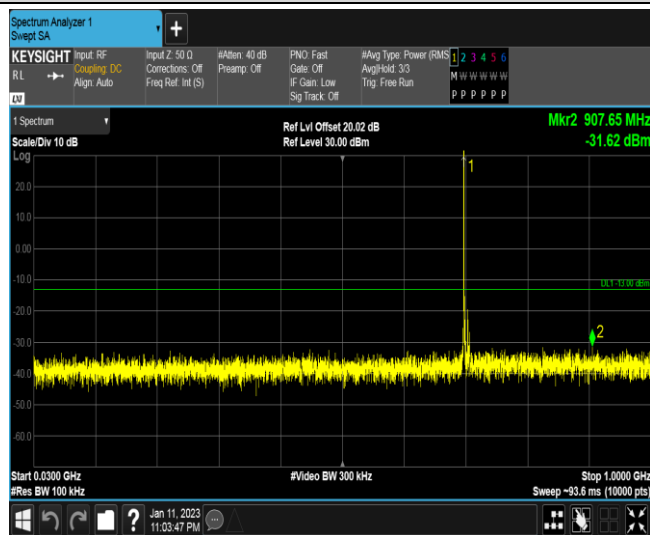 Spectrum Analyzer 1
Swept SA
+
KEYSIGHT
RL
LXI
Input: RF
Coupling: DC
Align: Auto
Input Z: 50 Ω
Corrections: Off
Freq Ref: Int (S)
#Atten: 40 dB
Preamp: Off
PNO: Fast
Gate: Off
IF Gain: Low
Sig Track: Off
#Avg Type: Power (RMS
Avg|Hold: 3/3
Trig: Free Run
1 2 3 4 5 6
M W W W W W
P P P P P P
1 Spectrum
Scale/Div 10 dB
Log
Ref Lvl Offset 20.02 dB
Ref Level 30.00 dBm
Mkr2 907.65 MHz
-31.62 dBm
1
20.0
10.0
0.00
-10.0
DL1 -13.00 dBm
-20.0
-30.0
2
-40.0
-50.0
-60.0
Start 0.0300 GHz
#Res BW 100 kHz
#Video BW 300 kHz
Stop 1.0000 GHz
Sweep ~93.6 ms (10000 pts)
?
Jan 11, 2023
11:03:47 PM